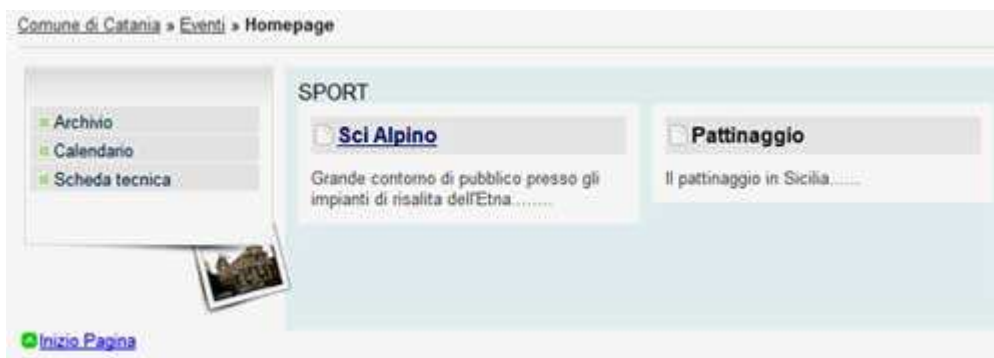 Comune di Catania » Eventi » Homepage
Archivio
Calendario
Scheda tecnica
SPORT
Sci Alpino
Grande contorno di pubblico presso gli
impianti di risalita dell'Etna.........
Pattinaggio
Il pattinaggio in Sicilia......
Inizio Pagina